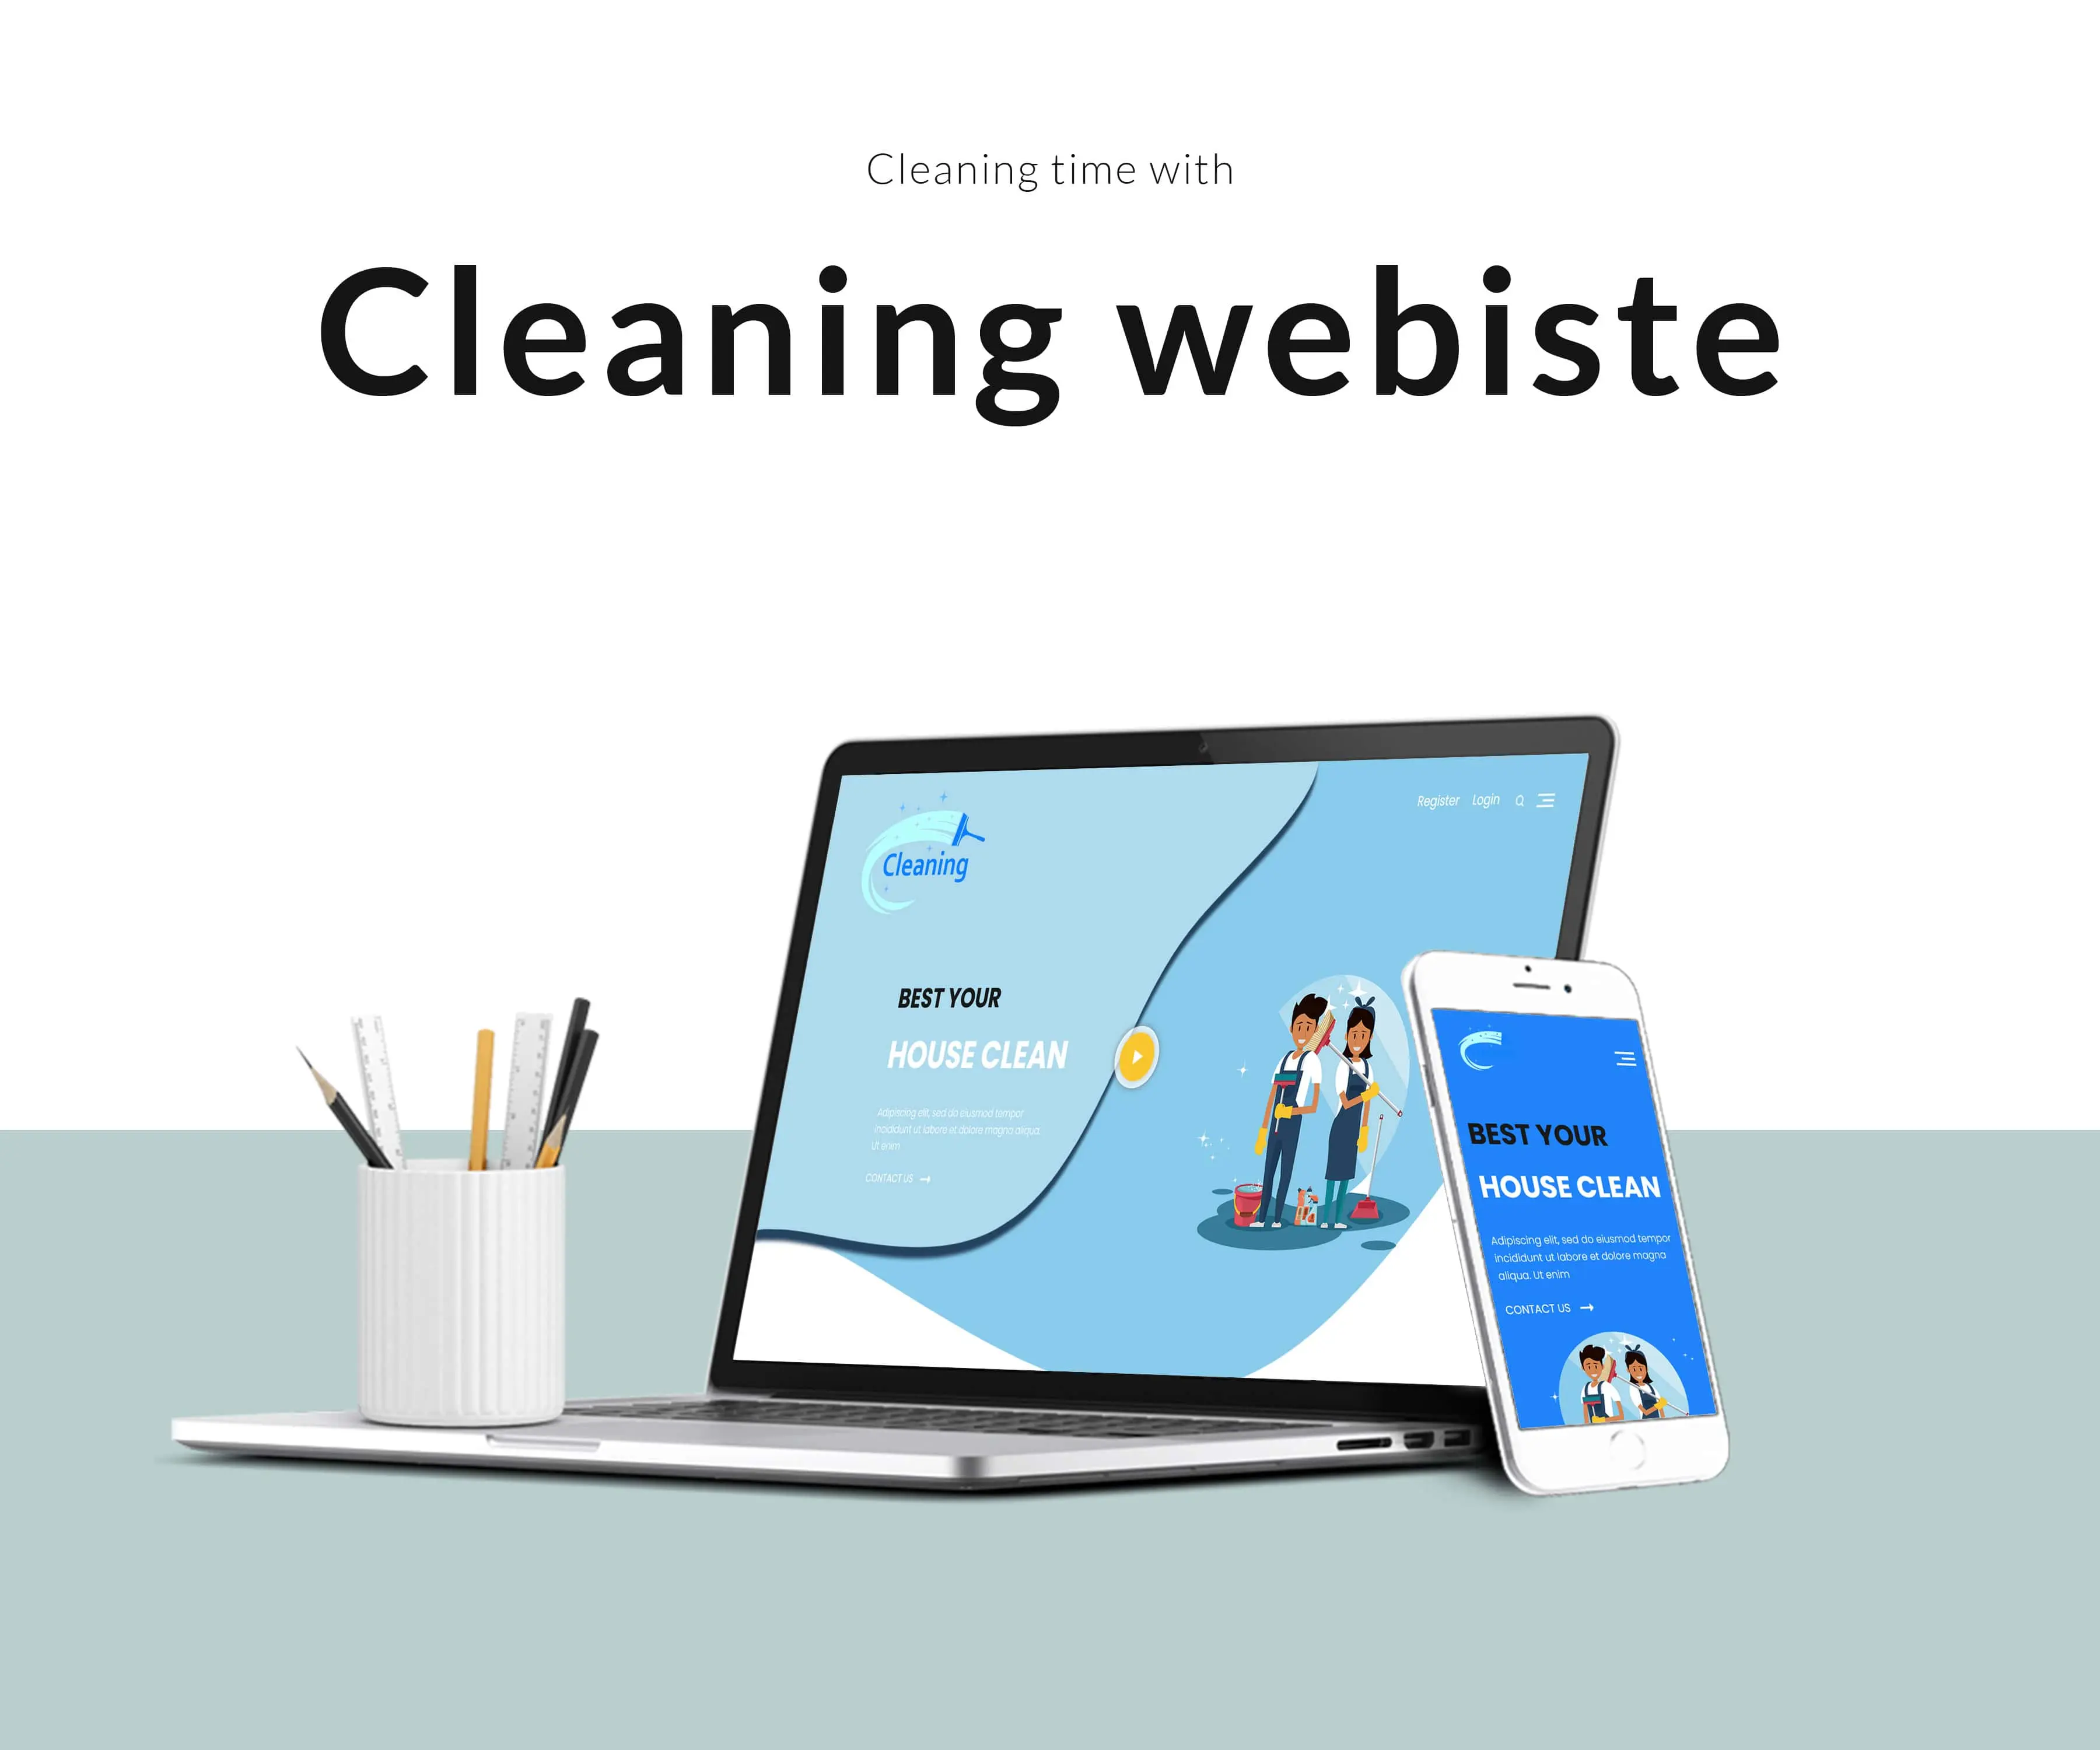 Cleaning time with
Cleaning webiste
Register Login
Cleaning
BEST YOUR
HOUSE CLEAN
Adipiscing elit, sed do eiusmod tempor
incididunt ut labore et dolore magna aliqua.
Ut enim
CONTACT US
BEST YOUR
HOUSE CLEAN
Adipiscing elit, sed do eiusmod tempor
incididunt ut labore et dolore magna
aliqua. Ut enim
CONTACT US